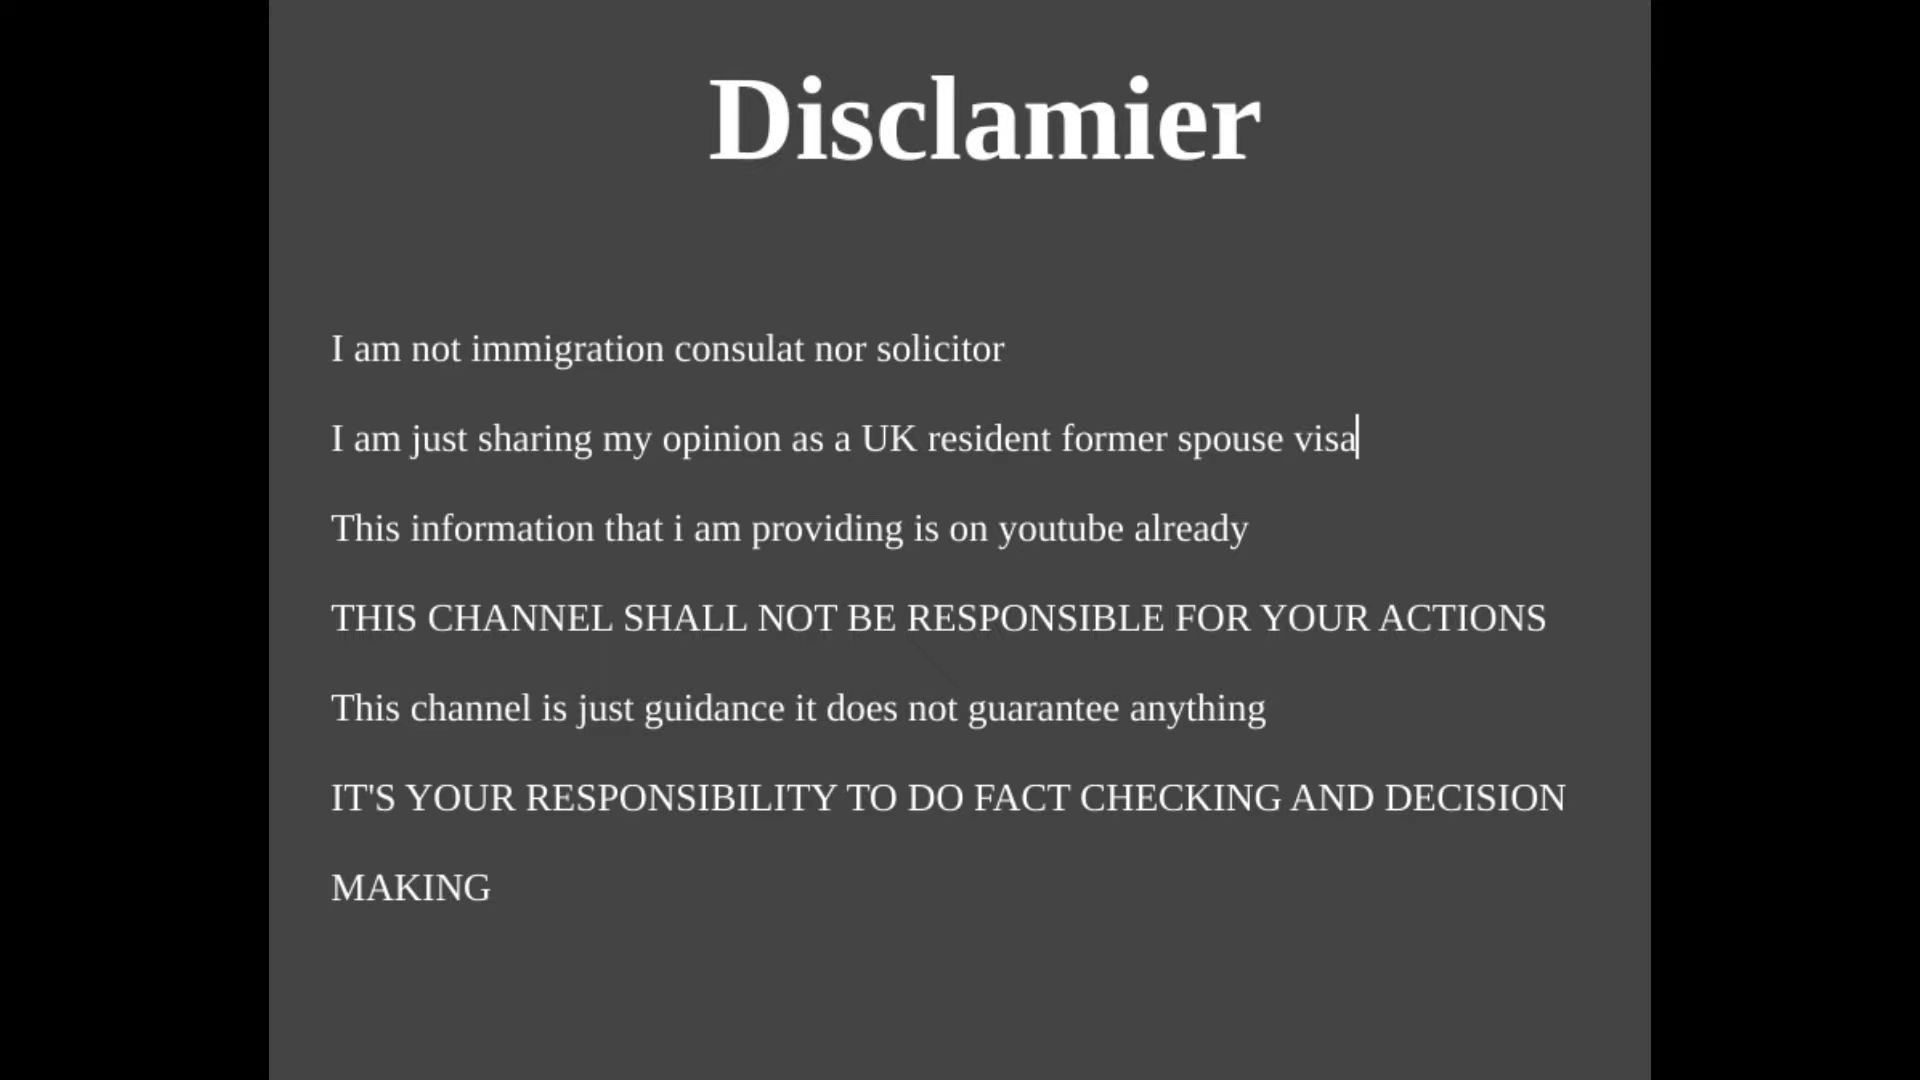 Disclamier
I am not immigration consulat nor solicitor
I am just sharing my opinion as a UK resident former spouse visa
This information that i am providing is on youtube already
THIS CHANNEL SHALL NOT BE RESPONSIBLE FOR YOUR ACTIONS
This channel is just guidance it does not guarantee anything
IT'S YOUR RESPONSIBILITY TO DO FACT CHECKING AND DECISION
MAKING